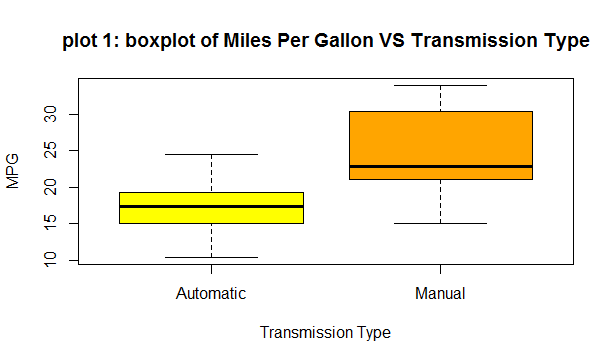 plot 1: boxplot of Miles Per Gallon VS Transmission Type
MPG
30
25
20
15
10
Automatic Manual
Transmission Type